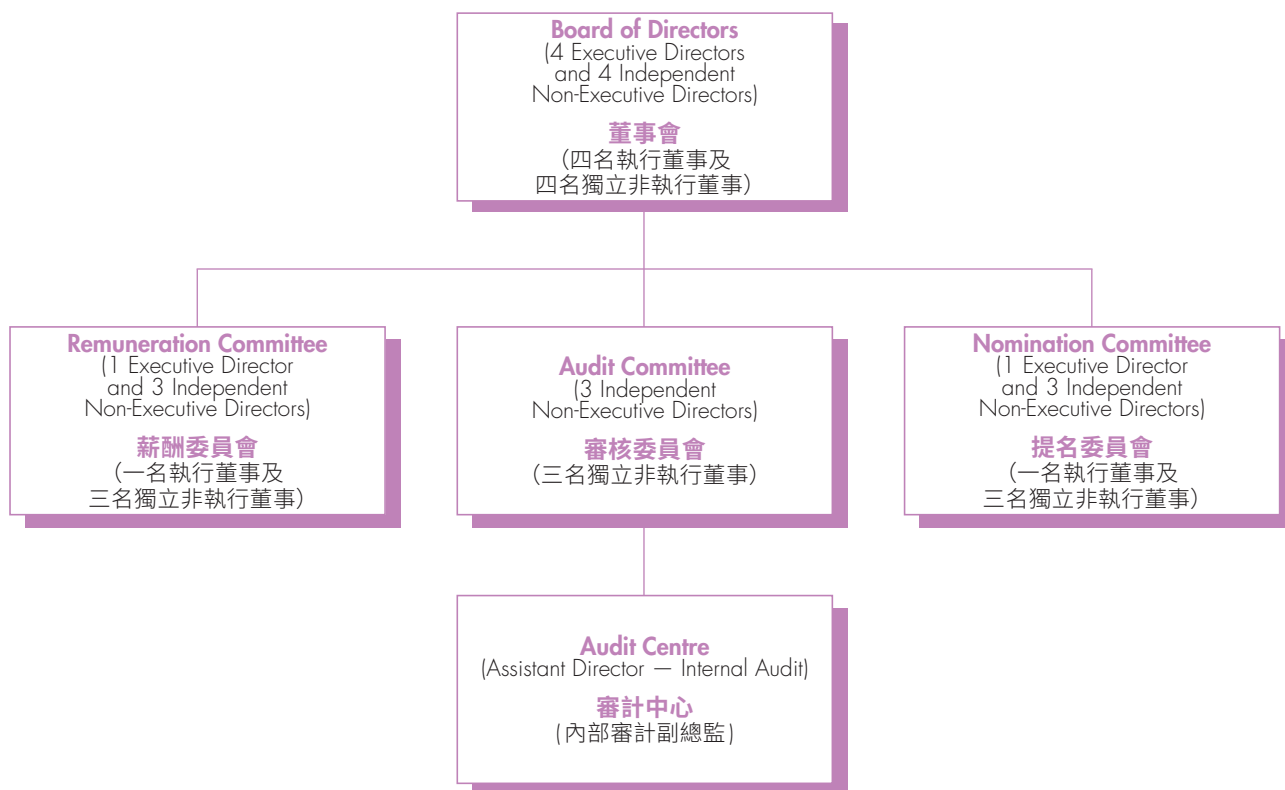 Board of Directors
(4 Executive Directors
and 4 Independent
Non-Executive Directors)
董事會
（四名執行董事及
四名獨立非執行董事）
Remuneration Committee
(1 Executive Director
and 3 Independent
Non-Executive Directors)
薪酬委員會
（一名執行董事及
三名獨立非執行董事）
Audit Committee
(3 Independent
Non-Executive Directors)
審核委員會
（三名獨立非執行董事）
Nomination Committee
(1 Executive Director
and 3 Independent
Non-Executive Directors)
提名委員會
（一名執行董事及
三名獨立非執行董事）
Audit Centre
(Assistant Director — Internal Audit)
審計中心
(內部審計副總監)